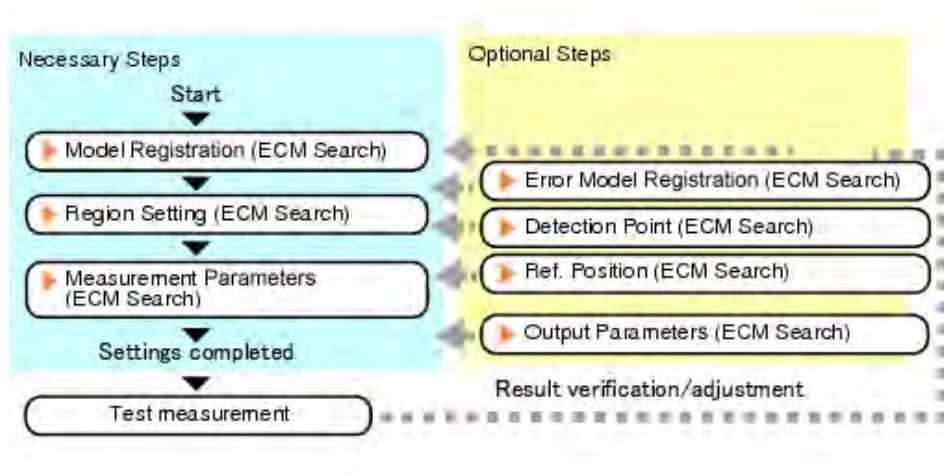 Necessary Steps
Start
Model Registration (ECM Search)
Region Setting (ECM Search)
Measurement Parameters
(ECM Search)
Settings completed
Test measurement
Optional Steps
Error Model Registration (ECM Search)
Detection Point (ECM Search)
Ref. Position (ECM Search)
Output Parameters (ECM Search)
Result verification/adjustment